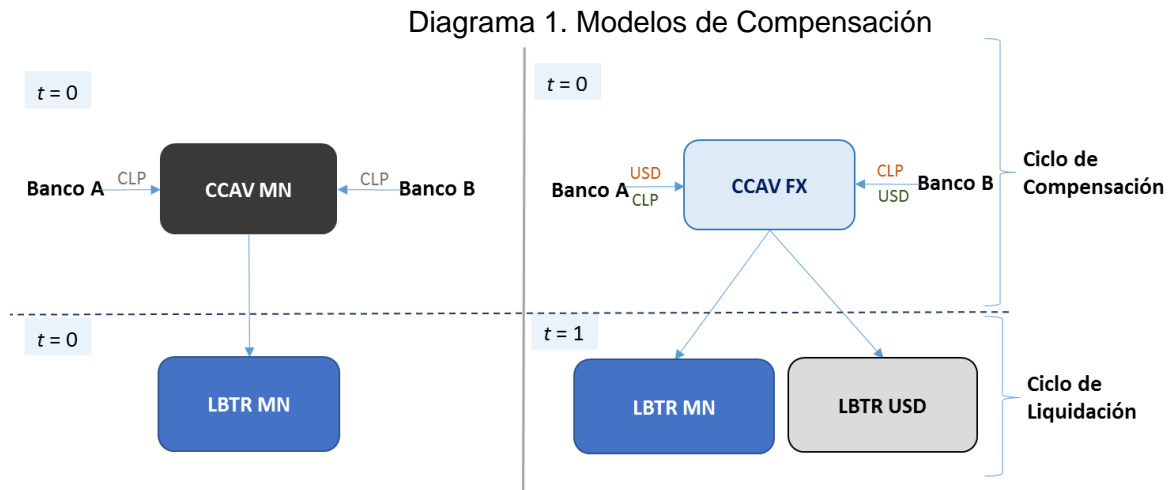 Diagrama 1. Modelos de Compensación
t = 0
Banco A
CLP
CCAV MN
CLP
Banco B
t = 0
LBTR MN
t = 0
Banco A
USD
CLP
CCAV FX
CLP
USD
Banco B
t = 1
LBTR MN
LBTR USD
Ciclo de
Compensación
Ciclo de
Liquidación